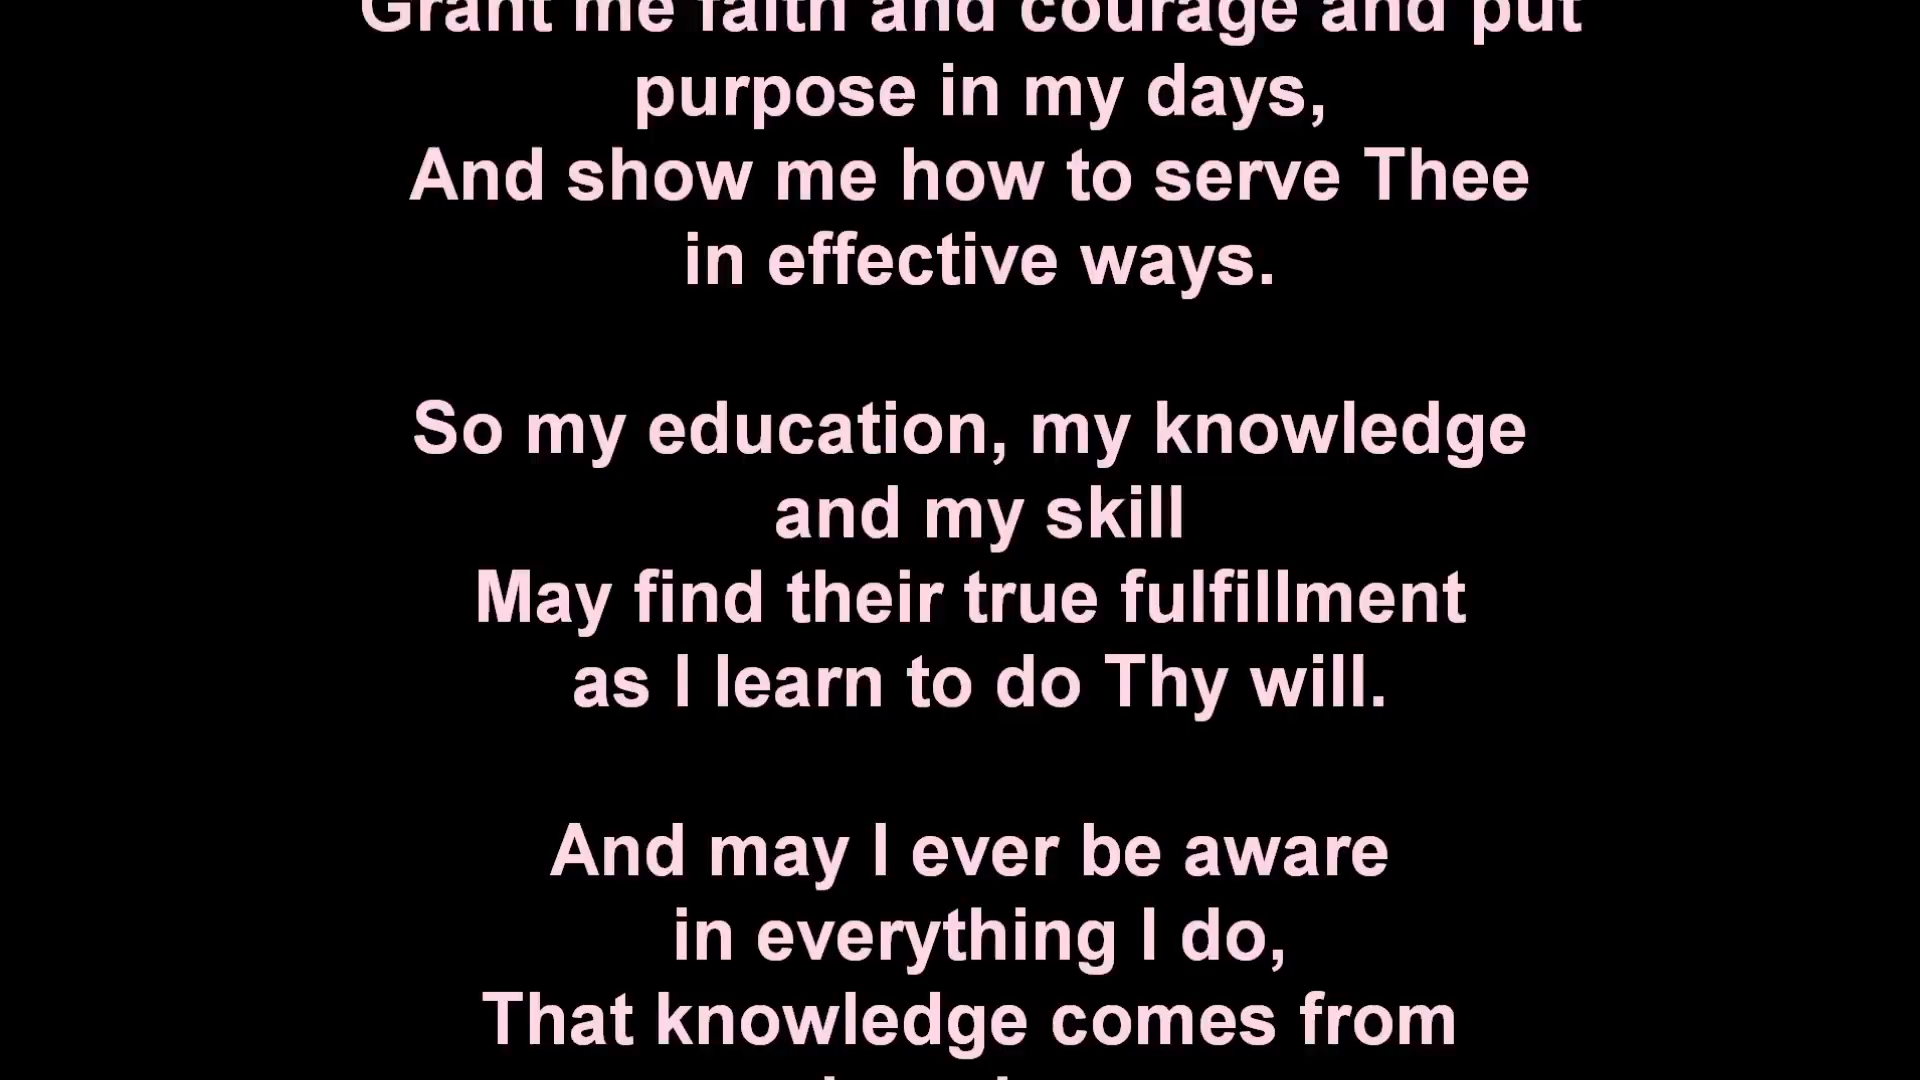 Grant me faith and courage and put
purpose in my days,
And show me how to serve Thee
in effective ways.
So my education, my knowledge
and my skill
May find their true fulfillment
as I learn to do Thy will.
And may I ever be aware
in everything I do,
That knowledge comes from